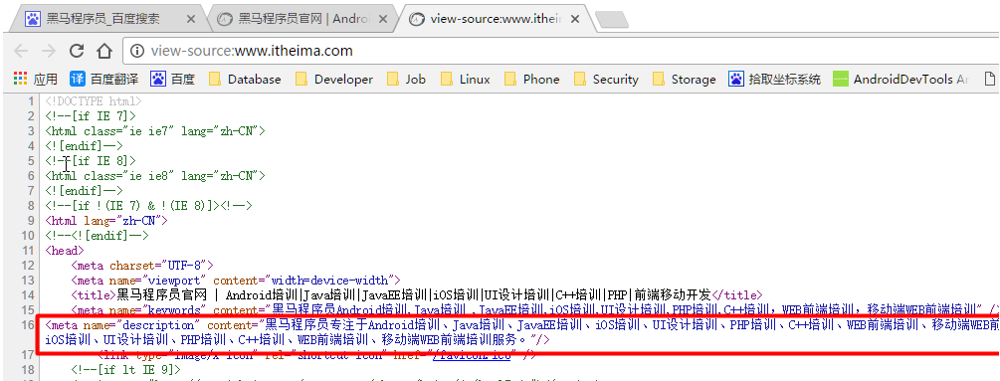 黑马程序员_百度搜索
黑马程序员官网 | Android
view-source:www.itheima.com
view-source:www.itheima.com
应用 译 百度翻译 百度 Database Developer Job Linux Phone Security Storage 拾取坐标系统 AndroidDevTools
1 <!DOCTYPE html>
2 <!--[if IE 7]>
3 <html class="ie ie7" lang="zh-CN">
4 <![endif]-->
5 <!--[if IE 8]>
6 <html class="ie ie8" lang="zh-CN">
7 <![endif]-->
8 <!--[if !(IE 7) & !(IE 8)]><!-->
9 <html lang="zh-CN">
10 <!--<![endif]-->
11 <head>
12 <meta charset="UTF-8">
13 <meta name="viewport" content="width=device-width">
14 <title>黑马程序员官网 | Android培训|Java培训|JavaEE培训|iOS培训|UI设计培训|C++培训|PHP|前端移动开发</title>
15 <meta name="keywords" content="黑马程序员Android培训,Java培训,JavaEE培训,iOS培训,UI设计培训,PHP培训,C++培训，WEB前端培训，移动端WEB前端培训" />
16 <meta name="description" content="黑马程序员专注于Android培训、Java培训、JavaEE培训、iOS培训、UI设计培训、PHP培训、C++培训、WEB前端培训、移动端WEB前
iOS培训、UI设计培训、PHP培训、C++培训、WEB前端培训、移动端WEB前端培训服务。"/>
17 <link type="image/x-icon" rel="shortcut icon" href="/favicon.ico" />
18 <!--[if lt IE 9]>